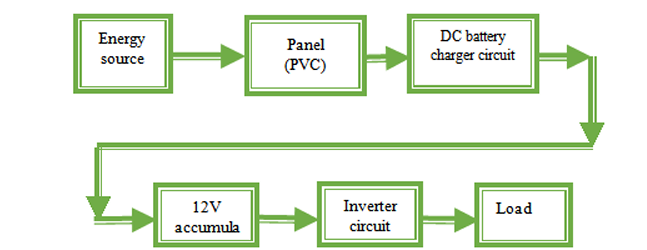 Energy
source
Panel
(PVC)
DC battery
charger circuit
12V
accumula
Inverter
circuit
Load